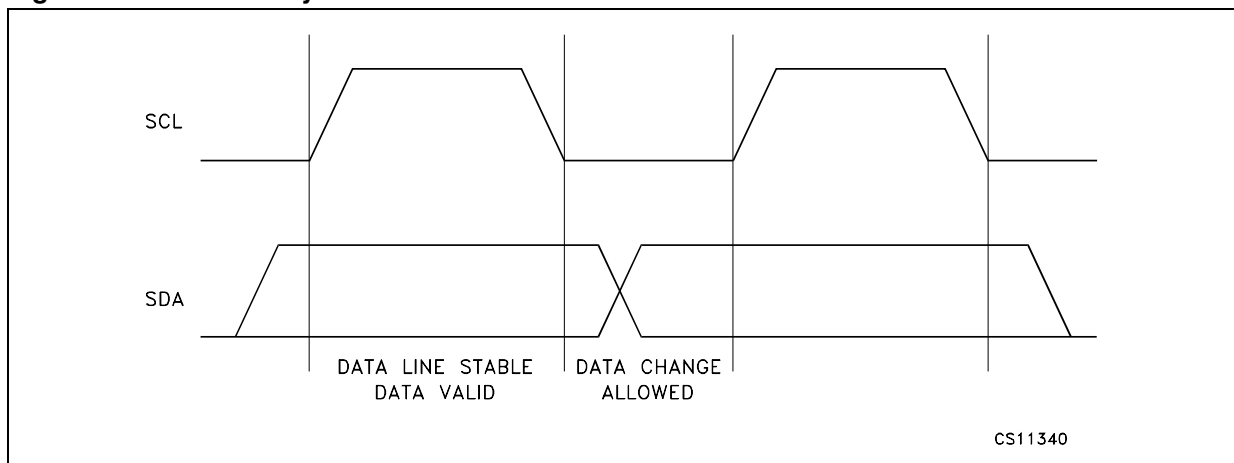 SCL
SDA
DATA LINE STABLE
DATA VALID
DATA CHANGE
ALLOWED
CS11340